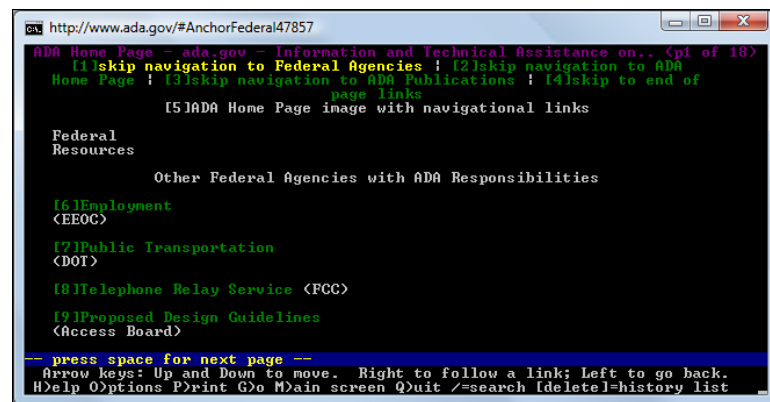 http://www.ada.gov/#AnchorFederal47857
ADA Home Page - ada.gov - Information and Technical Assistance on.. (p1 of 18)
[1]skip navigation to Federal Agencies ¦ [2]skip navigation to ADA
Home Page ¦ [3]skip navigation to ADA Publications ¦ [4]skip to end of
page links
[5]ADA Home Page image with navigational links
Federal
Resources
Other Federal Agencies with ADA Responsibilities
[6]Employment
(EEOC)
[7]Public Transportation
(DOT)
[8]Telephone Relay Service (FCC)
[9]Proposed Design Guidelines
(Access Board)
-- press space for next page --
Arrow keys: Up and Down to move.  Right to follow a link; Left to go back.
H)elp O)ptions P)rint G)o M)ain screen Q)uit /=search [delete]=history list